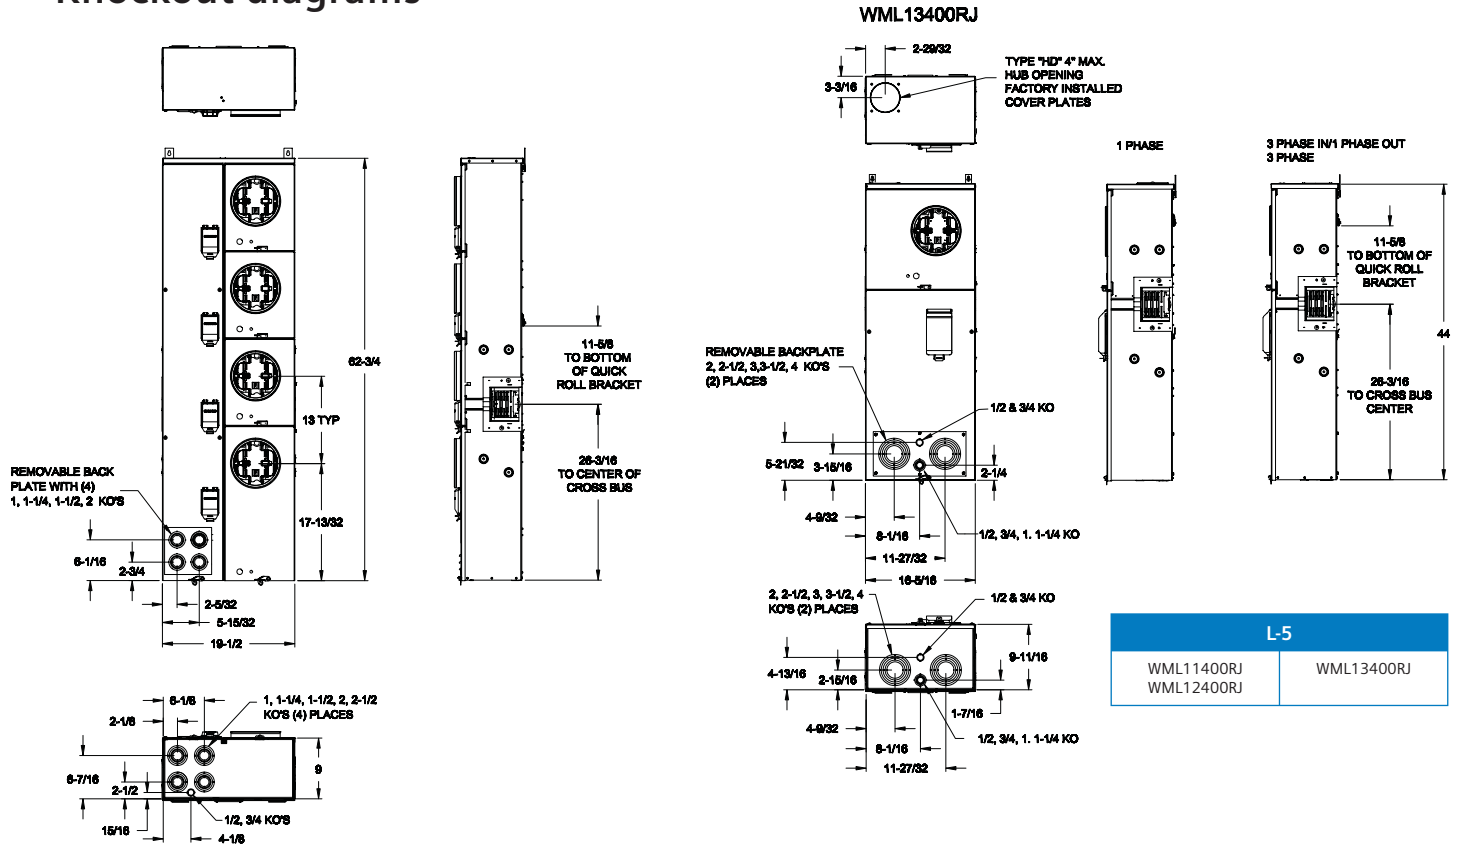 Knockout diagrams
62-3/4
13 TYP
17-13/32
REMOVABLE BACK
PLATE WITH (4)
1, 1-1/4, 1-1/2, 2 KO'S
6-1/16
2-3/4
2-5/32
5-15/32
19-1/2
11-5/8
TO BOTTOM
OF QUICK
ROLL BRACKET
26-3/16
TO CENTER OF
CROSS BUS
6-1/8
2-1/8
1, 1-1/4, 1-1/2, 2, 2-1/2
KO'S (4) PLACES
6-7/16
2-1/2
9
15/16
1/2, 3/4 KO'S
4-1/8
WML13400RJ
2-29/32
3-3/16
TYPE "HD" 4" MAX.
HUB OPENING
FACTORY INSTALLED
COVER PLATES
1 PHASE
3 PHASE IN/1 PHASE OUT
3 PHASE
11-5/8
TO BOTTOM OF
QUICK ROLL
BRACKET
44
26-3/16
TO CROSS BUS
CENTER
REMOVABLE BACKPLATE
2, 2-1/2, 3,3-1/2, 4 KO'S
(2) PLACES
1/2 & 3/4 KO
5-21/32
3-15/16
2-1/4
4-9/32
8-1/16
1/2, 3/4, 1. 1-1/4 KO
11-27/32
16-5/16
2, 2-1/2, 3, 3-1/2, 4
KO'S (2) PLACES
1/2 & 3/4 KO
4-13/16
2-15/16
9-11/16
1-7/16
4-9/32
8-1/16
1/2, 3/4, 1. 1-1/4 KO
11-27/32
L-5
WML11400RJ
WML12400RJ
WML13400RJ